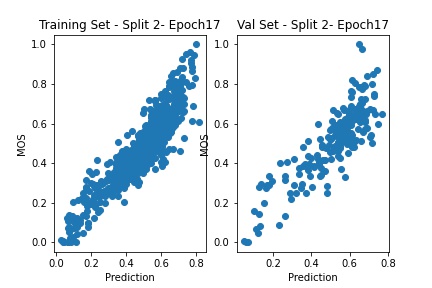 Training Set - Split 2- Epoch17
Val Set - Split 2- Epoch17
1.0
0.8
0.6
0.4
0.2
0.0
MOS
0.0 0.2 0.4 0.6 0.8
Prediction
1.0
0.8
0.6
0.4
0.2
0.0
MOS
0.2 0.4 0.6 0.8
Prediction